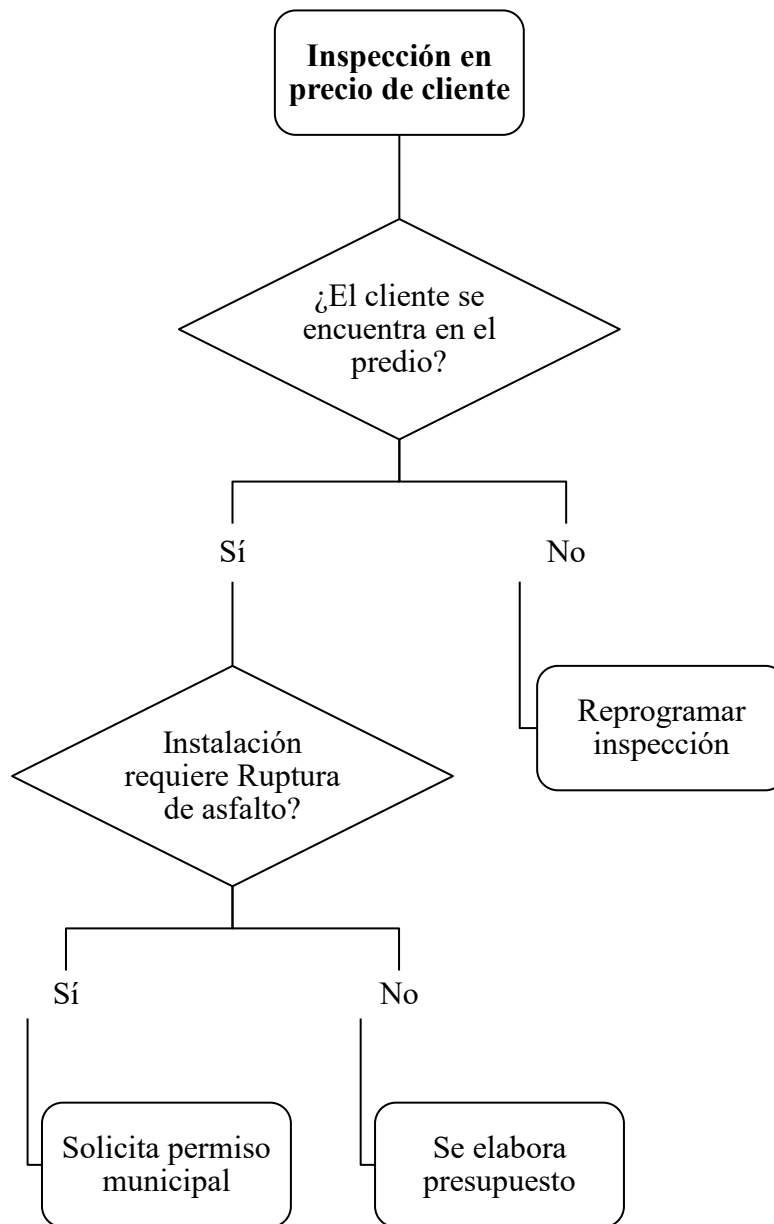 Inspección en
precio de cliente
¿El cliente se
encuentra en el
predio?
Sí
No
Instalación
requiere Ruptura
de asfalto?
Reprogramar
inspección
Sí
No
Solicita permiso
municipal
Se elabora
presupuesto